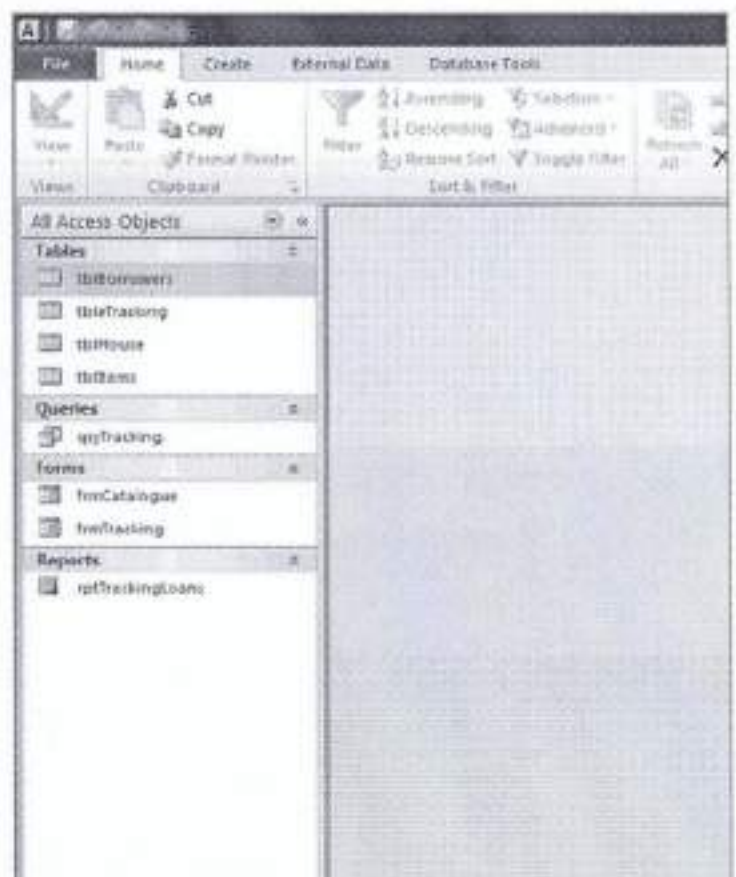 A
File Home Create External Data Database Tools
View Paste Cut Copy Format Painter Filter Ascending Descending Remove Sort Selection Advanced Toggle Filter Refresh All
Views Clipboard Sort & Filter
All Access Objects
Tables
tblBorrowers
tbleTracking
tblHouse
tblItems
Queries
qryTracking
Forms
frmCatalogue
frmTracking
Reports
rptTrackingLoans